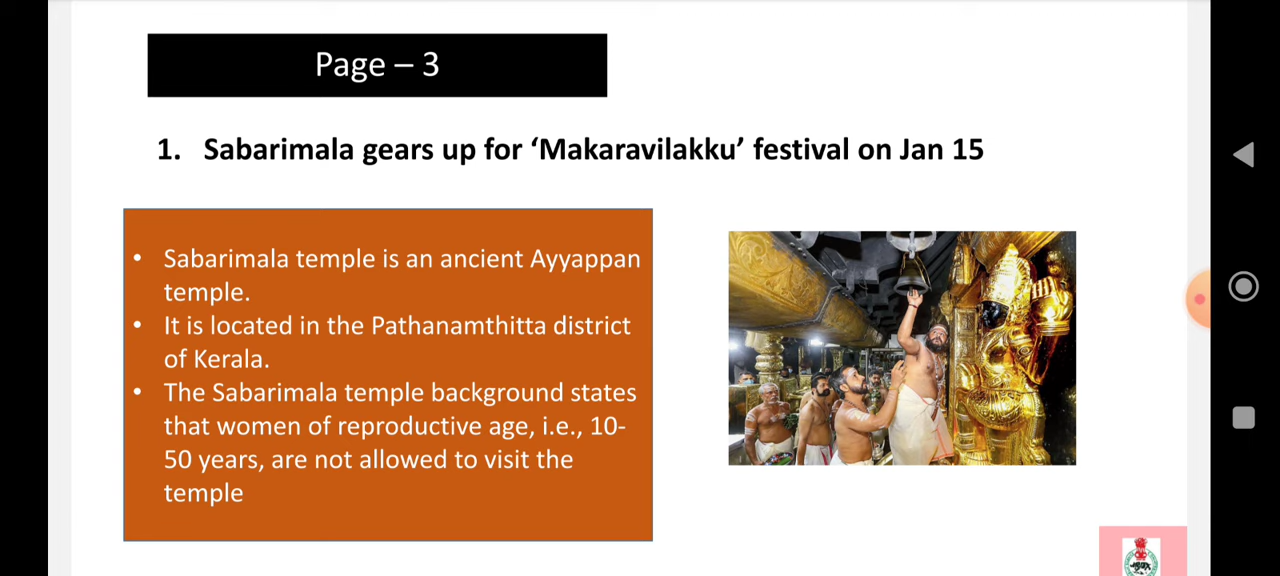 Page – 3
1. Sabarimala gears up for ‘Makaravilakku’ festival on Jan 15
• Sabarimala temple is an ancient Ayyappan
temple.
• It is located in the Pathanamthitta district
of Kerala.
• The Sabarimala temple background states
that women of reproductive age, i.e., 10-
50 years, are not allowed to visit the
temple